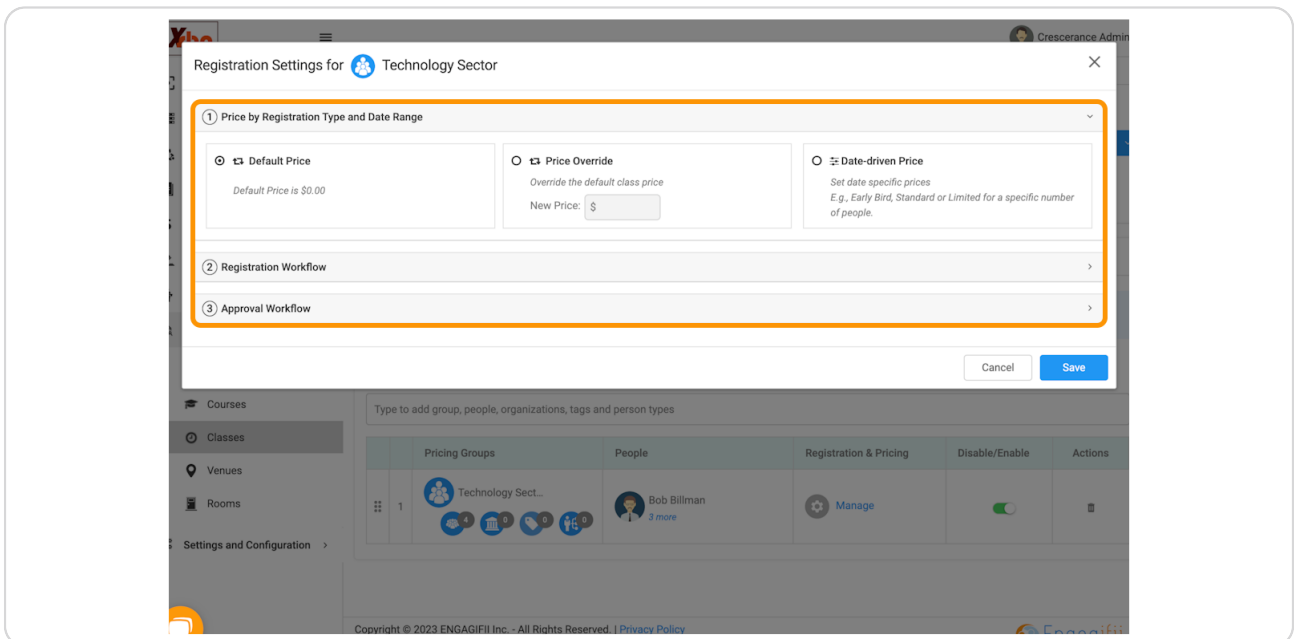 Crescerance Admin
Registration Settings for Technology Sector
1 Price by Registration Type and Date Range
Default Price
Default Price is $0.00
Price Override
Override the default class price
New Price: $
Date-driven Price
Set date specific prices
E.g., Early Bird, Standard or Limited for a specific number
of people.
2 Registration Workflow
3 Approval Workflow
Cancel
Save
Courses
Classes
Venues
Rooms
Settings and Configuration
Type to add group, people, organizations, tags and person types
Pricing Groups
People
Registration & Pricing
Disable/Enable
Actions
1
Technology Sect...
4
0
0
0
Bob Billman
3 more
Manage
Copyright © 2023 ENGAGIFII Inc. - All Rights Reserved. | Privacy Policy
Engagifii